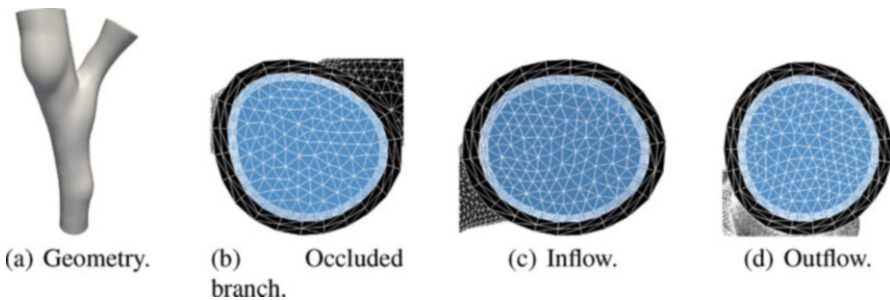 (a) Geometry.
(b) Occluded
branch.
(c) Inflow.
(d) Outflow.